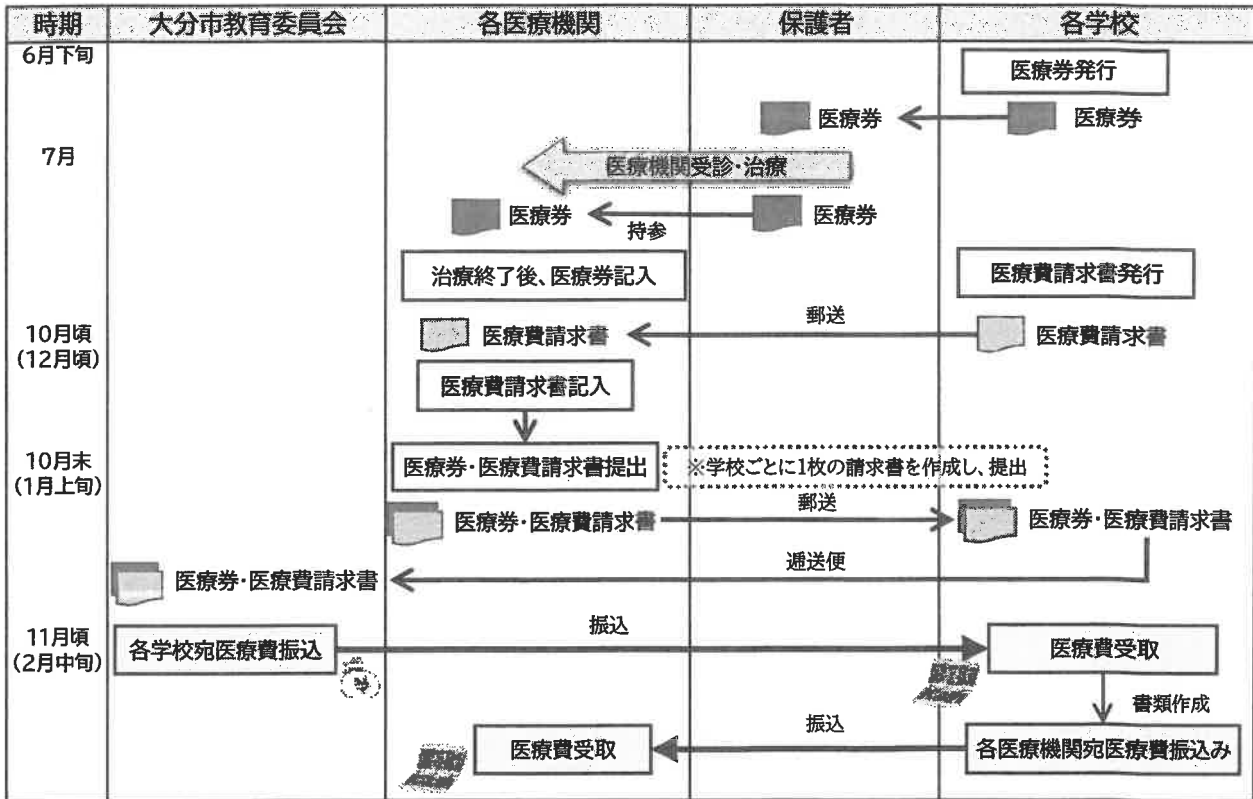 時期 大分市教育委員会 各医療機関 保護者 各学校
6月下旬
医療券発行
医療券 医療券
7月
医療機関受診・治療
医療券 医療券
持参
治療終了後、医療券記入 医療費請求書発行
郵送
10月頃 医療費請求書 医療費請求書
(12月頃)
医療費請求書記入
10月末 医療券・医療費請求書提出 ※学校ごとに1枚の請求書を作成し、提出
(1月上旬)
郵送
医療券・医療費請求書 医療券・医療費請求書
逓送便
医療券・医療費請求書
振込
11月頃 各学校宛医療費振込 医療費受取
(2月中旬)
書類作成
振込
医療費受取 各医療機関宛医療費振込み